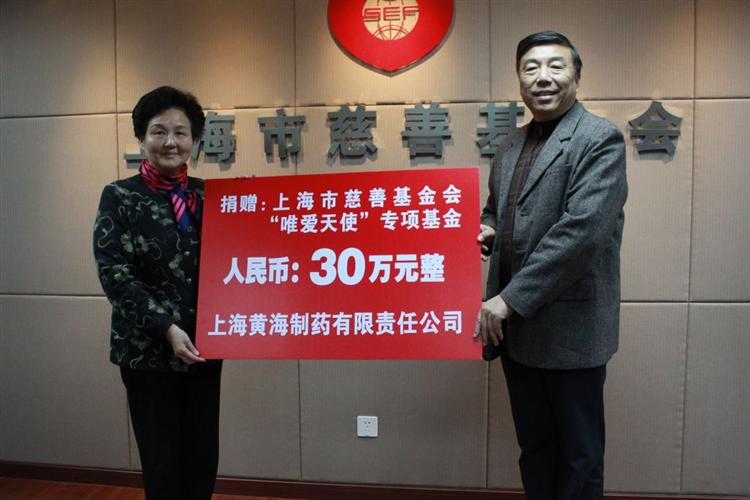 SEF
上海市慈善基金会
捐赠：上海市慈善基金会
“唯爱天使”专项基金
人民币：30万元整
上海黄海制药有限责任公司